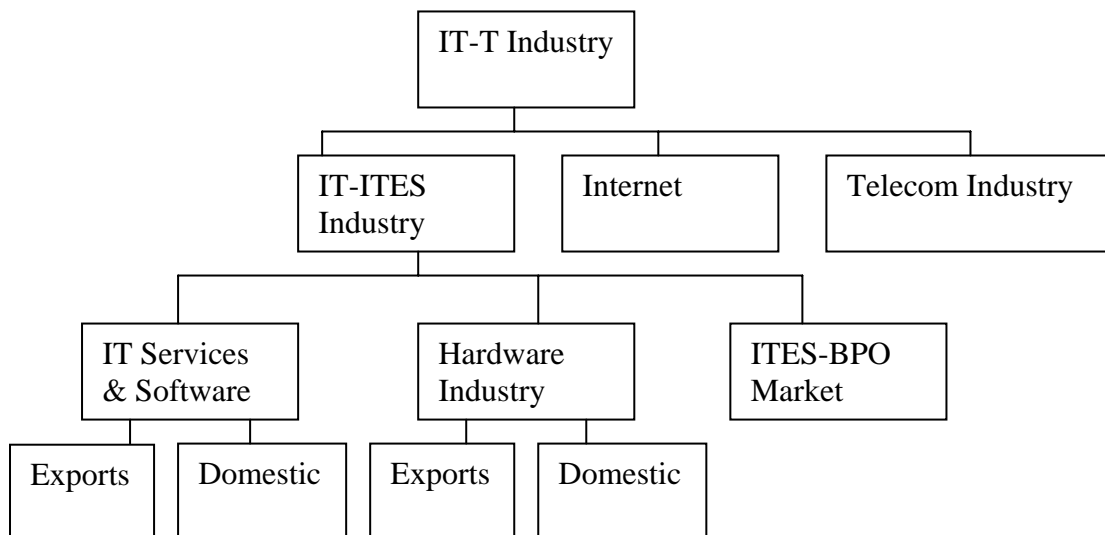 IT-T Industry
IT-ITES
Industry
Internet
Telecom Industry
IT Services
& Software
Hardware
Industry
ITES-BPO
Market
Exports
Domestic
Exports
Domestic